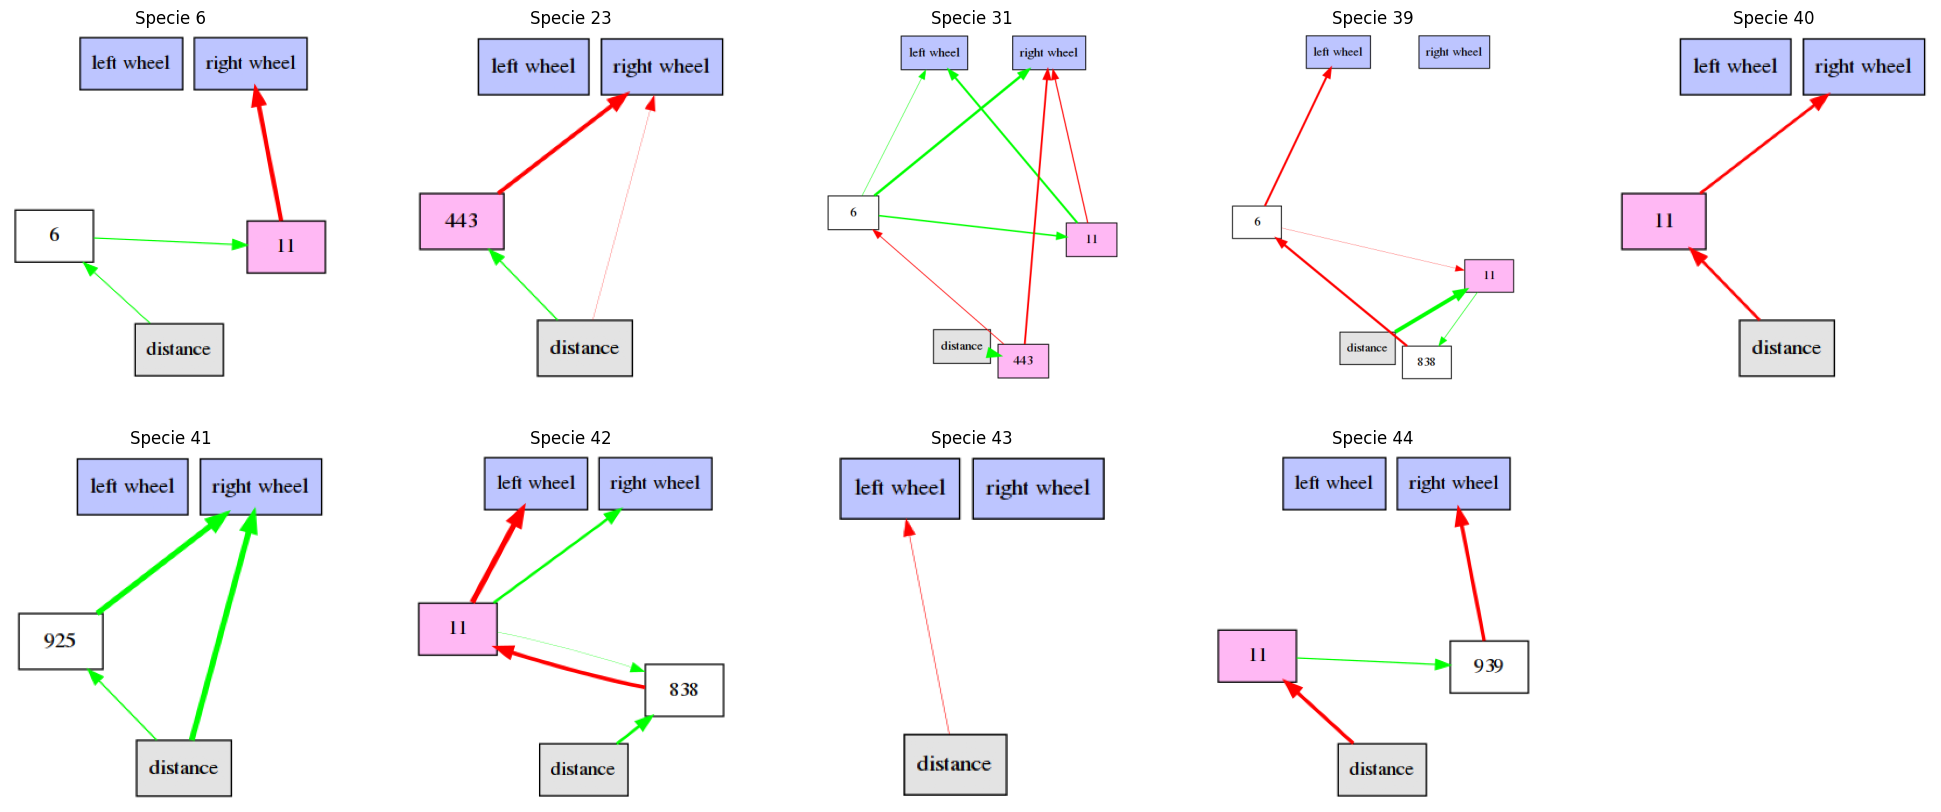 Specie 6
left wheel
right wheel
6
11
distance
Specie 23
left wheel
right wheel
443
distance
Specie 31
left wheel
right wheel
6
11
distance
443
Specie 39
left wheel
right wheel
6
11
distance
838
Specie 40
left wheel
right wheel
11
distance
Specie 41
left wheel
right wheel
925
distance
Specie 42
left wheel
right wheel
11
838
distance
Specie 43
left wheel
right wheel
distance
Specie 44
left wheel
right wheel
11
939
distance